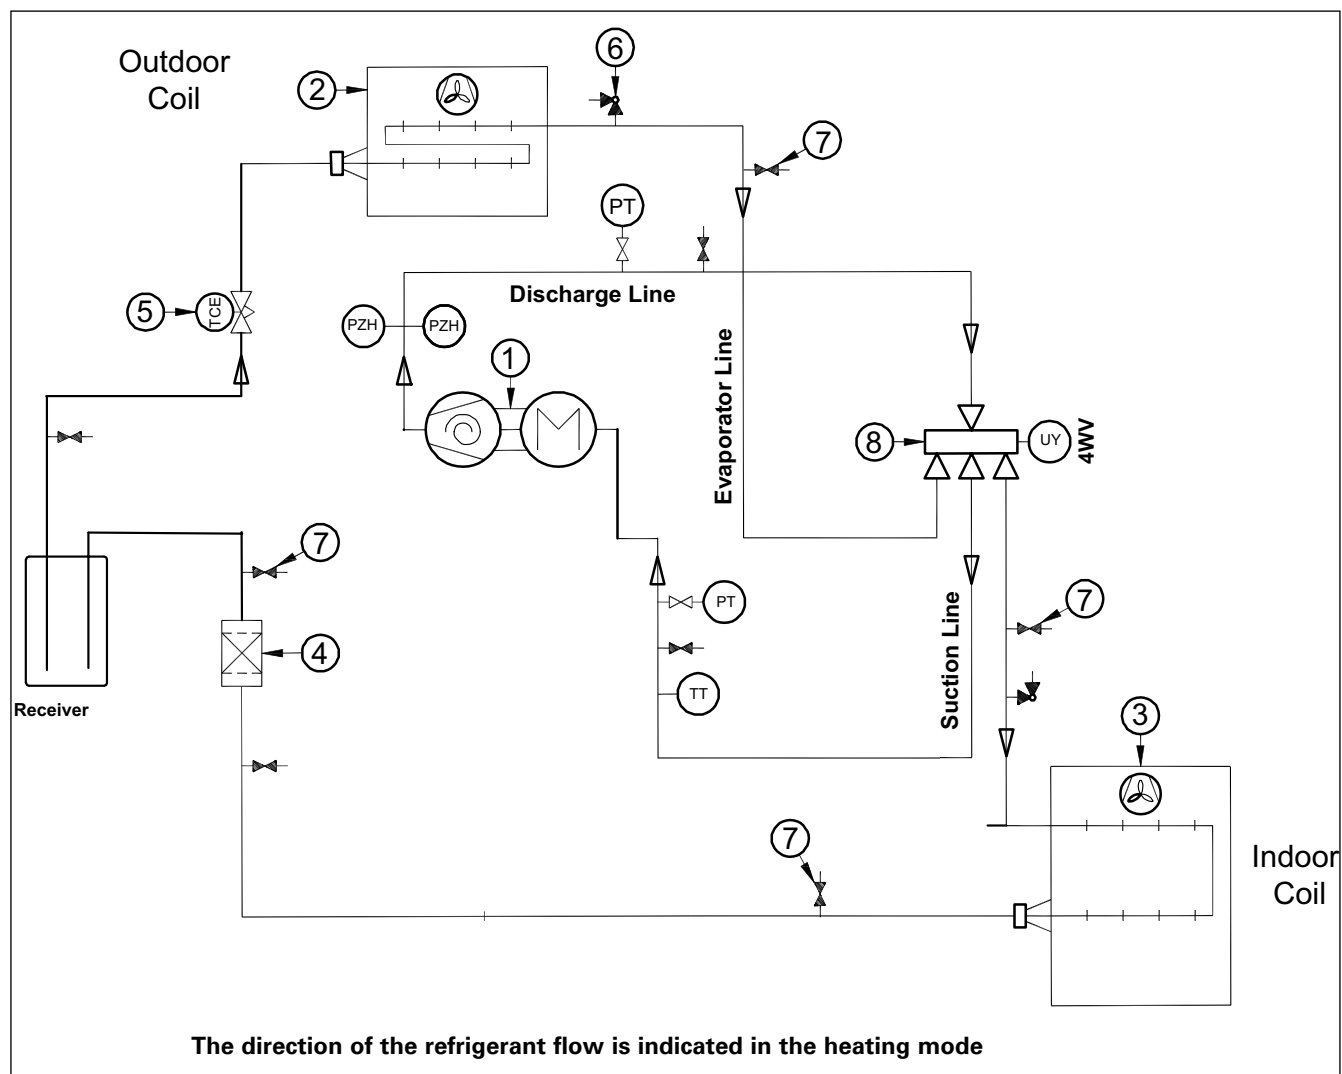 Outdoor
Coil
2
6
7
PT
5
TCE
Discharge Line
PZH
PZH
1
Evaporator Line
8
UY
4WV
7
4
Receiver
PT
TT
Suction Line
7
3
7
Indoor
Coil
The direction of the refrigerant flow is indicated in the heating mode